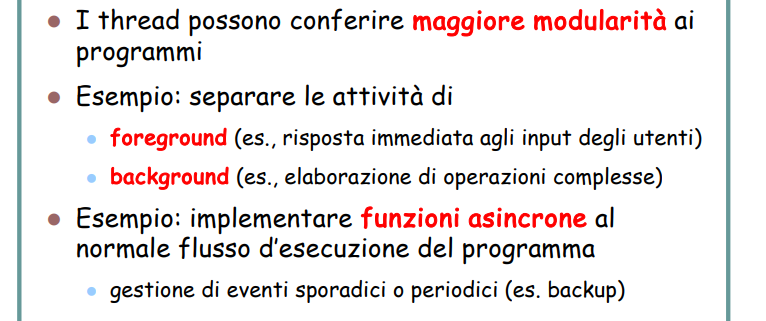 I thread possono conferire maggiore modularità ai
programmi
Esempio: separare le attività di
foreground (es., risposta immediata agli input degli utenti)
background (es., elaborazione di operazioni complesse)
Esempio: implementare funzioni asincrone al
normale flusso d'esecuzione del programma
gestione di eventi sporadici o periodici (es. backup)